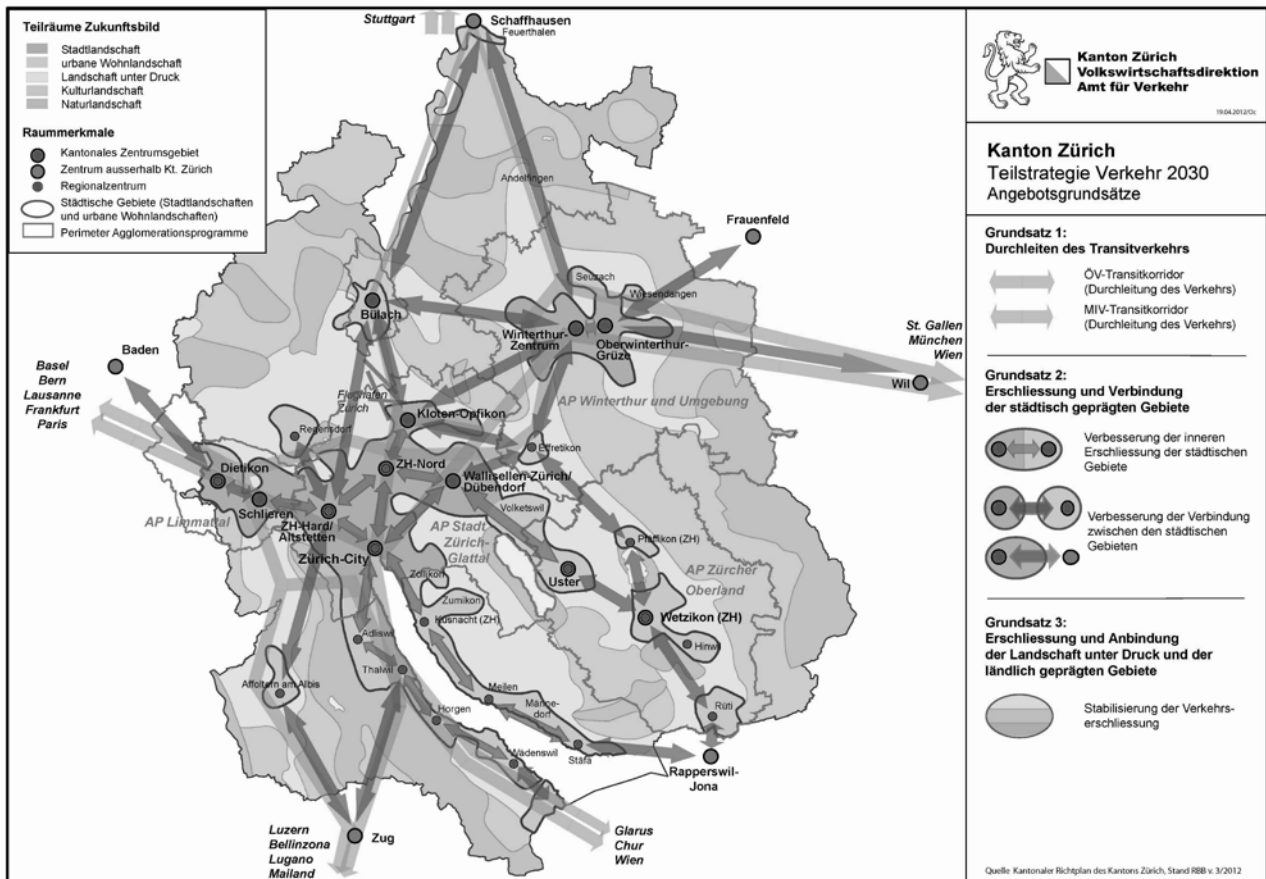 Teilräume Zukunftsbild
Stadtlandschaft
urbane Wohnlandschaft
Landschaft unter Druck
Kulturlandschaft
Naturlandschaft
Raummerkmale
Kantonales Zentrumsgebiet
Zentrum ausserhalb Kt. Zürich
Regionalzentrum
Städtische Gebiete (Stadtlandschaften
und urbane Wohnlandschaften)
Perimeter Agglomerationsprogramme
Stuttgart
Schaffhausen
Feuerthalen
Andelfingen
Frauenfeld
Seuzach
Wiesendangen
Bülach
Winterthur-
Zentrum
Oberwinterthur-
Grüze
St. Gallen
München
Wien
Wil
Baden
Basel
Bern
Lausanne
Frankfurt
Paris
Flughafen
Zürich
Kloten-Opfikon
AP Winterthur und Umgebung
Regensdorf
Effretikon
Dietikon
ZH-Nord
Wallisellen-Zürich/
Dübendorf
Schlieren
Volketswil
AP Limmattal
ZH-Hard/
Altstetten
AP Stadt
Zürich-
Glattal
Zürich-City
Pfäffikon (ZH)
Zollikon
Uster
AP Zürcher
Oberland
Zumikon
Küsnacht (ZH)
Wetzikon (ZH)
Adliswil
Hinwil
Thalwil
Affoltern am Albis
Meilen
Männe-
dorf
Horgen
Rüti
Wädenswil
Stäfa
Rapperswil-
Jona
Zug
Luzern
Bellinzona
Lugano
Mailand
Glarus
Chur
Wien
Kanton Zürich
Volkswirtschaftsdirektion
Amt für Verkehr
19.04.2012/Oc
Kanton Zürich
Teilstrategie Verkehr 2030
Angebotsgrundsätze
Grundsatz 1:
Durchleiten des Transitverkehrs
ÖV-Transitkorridor
(Durchleitung des Verkehrs)
MIV-Transitkorridor
(Durchleitung des Verkehrs)
Grundsatz 2:
Erschliessung und Verbindung
der städtisch geprägten Gebiete
Verbesserung der inneren
Erschliessung der städtischen
Gebiete
Verbesserung der Verbindung
zwischen den städtischen
Gebieten
Grundsatz 3:
Erschliessung und Anbindung
der Landschaft unter Druck und der
ländlich geprägten Gebiete
Stabilisierung der Verkehrs-
erschliessung
Quelle Kantonaler Richtplan des Kantons Zürich, Stand RBB v. 3/2012